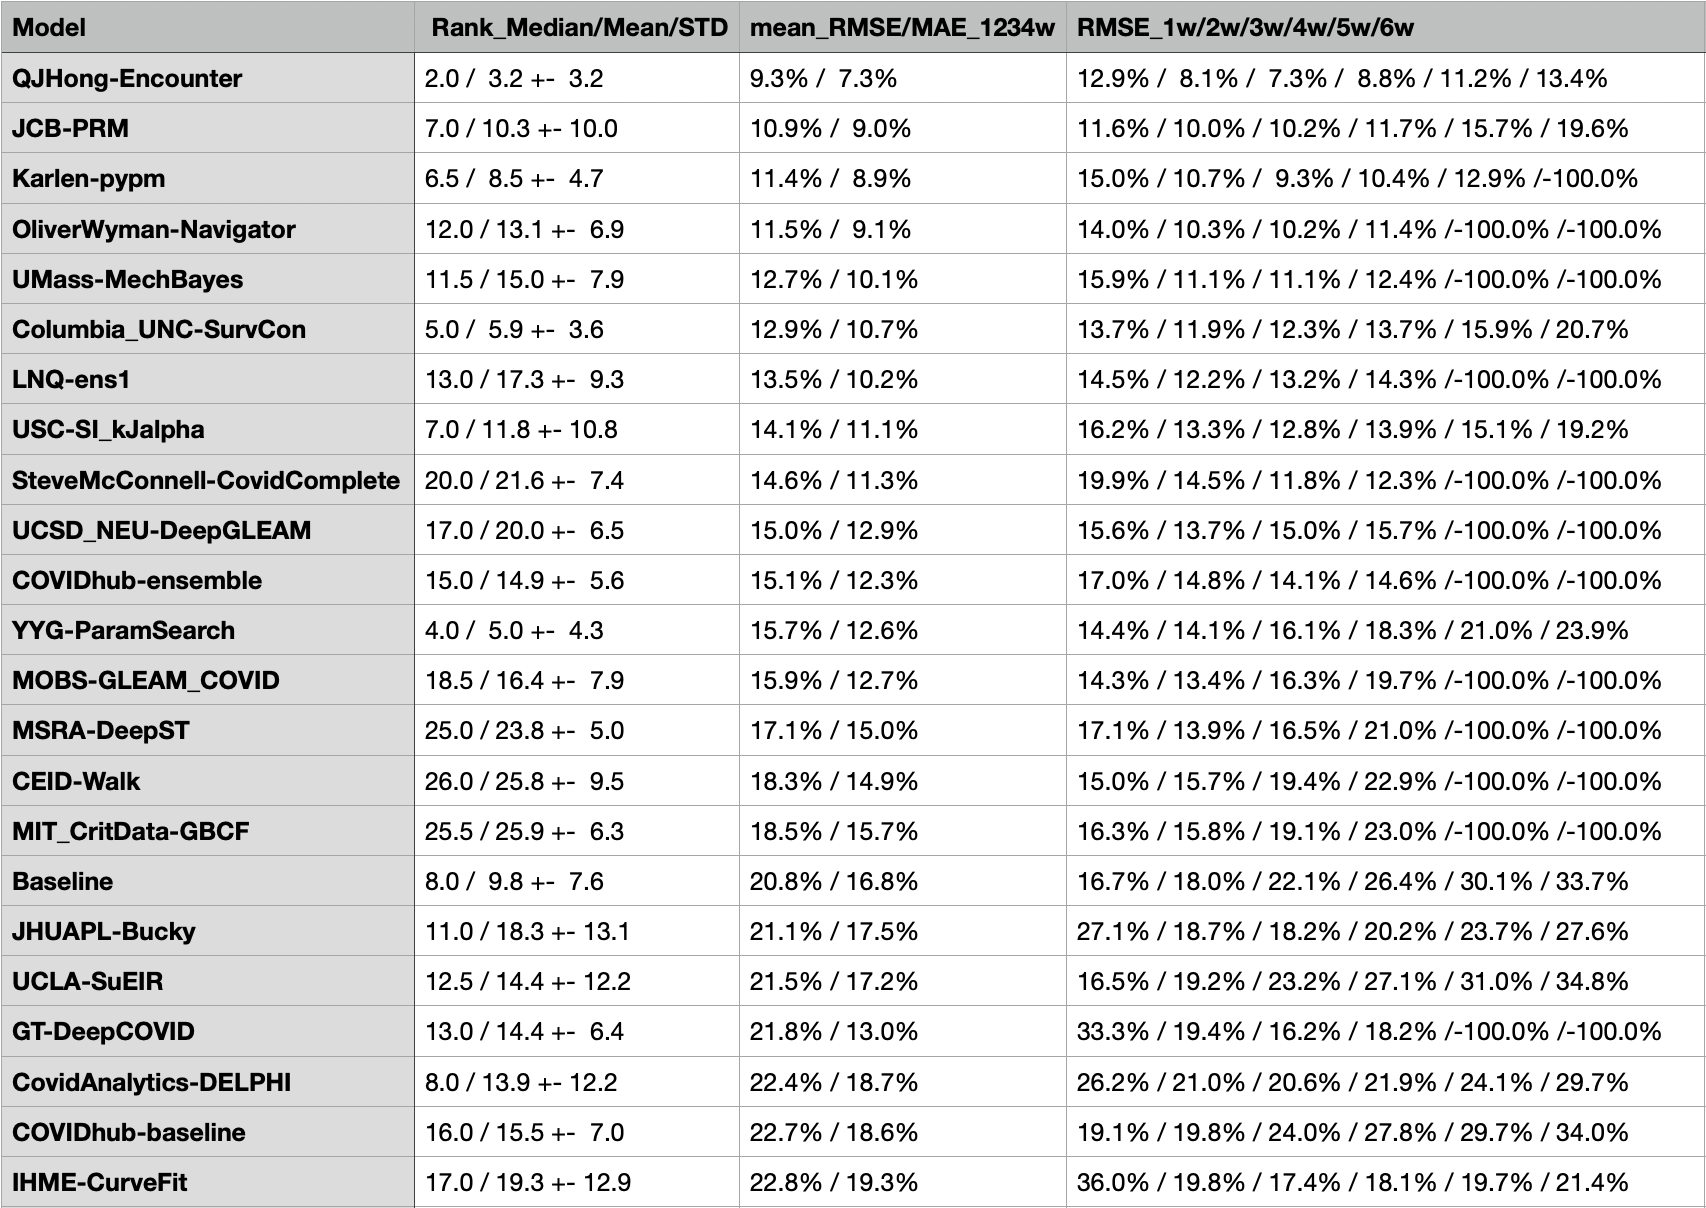 Model Rank_Median/Mean/STD mean_RMSE/MAE_1234w RMSE_1w/2w/3w/4w/5w/6w
QJHong-Encounter 2.0 / 3.2 +- 3.2 9.3% / 7.3% 12.9% / 8.1% / 7.3% / 8.8% / 11.2% / 13.4%
JCB-PRM 7.0 / 10.3 +- 10.0 10.9% / 9.0% 11.6% / 10.0% / 10.2% / 11.7% / 15.7% / 19.6%
Karlen-pypm 6.5 / 8.5 +- 4.7 11.4% / 8.9% 15.0% / 10.7% / 9.3% / 10.4% / 12.9% /-100.0%
OliverWyman-Navigator 12.0 / 13.1 +- 6.9 11.5% / 9.1% 14.0% / 10.3% / 10.2% / 11.4% /-100.0% /-100.0%
UMass-MechBayes 11.5 / 15.0 +- 7.9 12.7% / 10.1% 15.9% / 11.1% / 11.1% / 12.4% /-100.0% /-100.0%
Columbia_UNC-SurvCon 5.0 / 5.9 +- 3.6 12.9% / 10.7% 13.7% / 11.9% / 12.3% / 13.7% / 15.9% / 20.7%
LNQ-ens1 13.0 / 17.3 +- 9.3 13.5% / 10.2% 14.5% / 12.2% / 13.2% / 14.3% /-100.0% /-100.0%
USC-SI_kJalpha 7.0 / 11.8 +- 10.8 14.1% / 11.1% 16.2% / 13.3% / 12.8% / 13.9% / 15.1% / 19.2%
SteveMcConnell-CovidComplete 20.0 / 21.6 +- 7.4 14.6% / 11.3% 19.9% / 14.5% / 11.8% / 12.3% /-100.0% /-100.0%
UCSD_NEU-DeepGLEAM 17.0 / 20.0 +- 6.5 15.0% / 12.9% 15.6% / 13.7% / 15.0% / 15.7% /-100.0% /-100.0%
COVIDhub-ensemble 15.0 / 14.9 +- 5.6 15.1% / 12.3% 17.0% / 14.8% / 14.1% / 14.6% /-100.0% /-100.0%
YYG-ParamSearch 4.0 / 5.0 +- 4.3 15.7% / 12.6% 14.4% / 14.1% / 16.1% / 18.3% / 21.0% / 23.9%
MOBS-GLEAM_COVID 18.5 / 16.4 +- 7.9 15.9% / 12.7% 14.3% / 13.4% / 16.3% / 19.7% /-100.0% /-100.0%
MSRA-DeepST 25.0 / 23.8 +- 5.0 17.1% / 15.0% 17.1% / 13.9% / 16.5% / 21.0% /-100.0% /-100.0%
CEID-Walk 26.0 / 25.8 +- 9.5 18.3% / 14.9% 15.0% / 15.7% / 19.4% / 22.9% /-100.0% /-100.0%
MIT_CritData-GBCF 25.5 / 25.9 +- 6.3 18.5% / 15.7% 16.3% / 15.8% / 19.1% / 23.0% /-100.0% /-100.0%
Baseline 8.0 / 9.8 +- 7.6 20.8% / 16.8% 16.7% / 18.0% / 22.1% / 26.4% / 30.1% / 33.7%
JHUAPL-Bucky 11.0 / 18.3 +- 13.1 21.1% / 17.5% 27.1% / 18.7% / 18.2% / 20.2% / 23.7% / 27.6%
UCLA-SuEIR 12.5 / 14.4 +- 12.2 21.5% / 17.2% 16.5% / 19.2% / 23.2% / 27.1% / 31.0% / 34.8%
GT-DeepCOVID 13.0 / 14.4 +- 6.4 21.8% / 13.0% 33.3% / 19.4% / 16.2% / 18.2% /-100.0% /-100.0%
CovidAnalytics-DELPHI 8.0 / 13.9 +- 12.2 22.4% / 18.7% 26.2% / 21.0% / 20.6% / 21.9% / 24.1% / 29.7%
COVIDhub-baseline 16.0 / 15.5 +- 7.0 22.7% / 18.6% 19.1% / 19.8% / 24.0% / 27.8% / 29.7% / 34.0%
IHME-CurveFit 17.0 / 19.3 +- 12.9 22.8% / 19.3% 36.0% / 19.8% / 17.4% / 18.1% / 19.7% / 21.4%